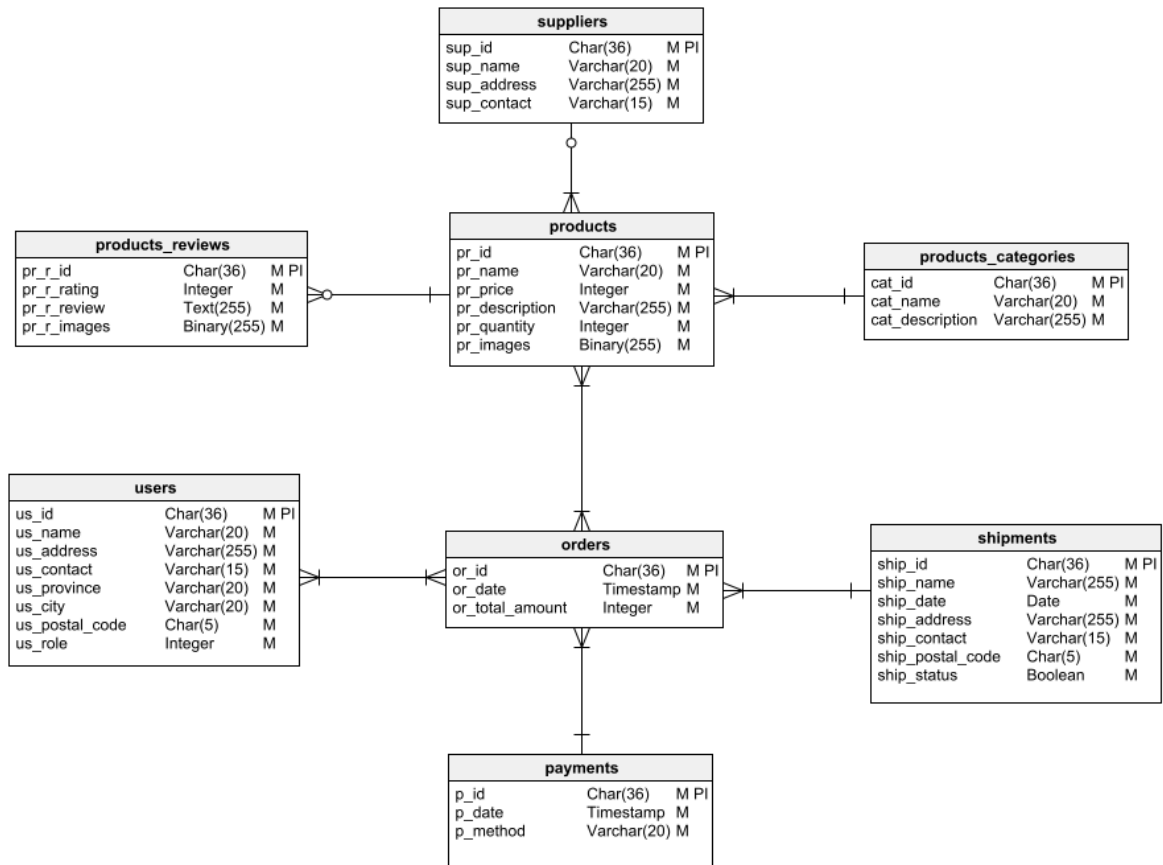 suppliers
sup_id Char(36) M PI
sup_name Varchar(20) M
sup_address Varchar(255) M
sup_contact Varchar(15) M
products
pr_id Char(36) M PI
pr_name Varchar(20) M
pr_price Integer M
pr_description Varchar(255) M
pr_quantity Integer M
pr_images Binary(255) M
products_reviews
pr_r_id Char(36) M PI
pr_r_rating Integer M
pr_r_review Text(255) M
pr_r_images Binary(255) M
products_categories
cat_id Char(36) M PI
cat_name Varchar(20) M
cat_description Varchar(255) M
users
us_id Char(36) M PI
us_name Varchar(20) M
us_address Varchar(255) M
us_contact Varchar(15) M
us_province Varchar(20) M
us_city Varchar(20) M
us_postal_code Char(5) M
us_role Integer M
orders
or_id Char(36) M PI
or_date Timestamp M
or_total_amount Integer M
shipments
ship_id Char(36) M PI
ship_name Varchar(255) M
ship_date Date M
ship_address Varchar(255) M
ship_contact Varchar(15) M
ship_postal_code Char(5) M
ship_status Boolean M
payments
p_id Char(36) M PI
p_date Timestamp M
p_method Varchar(20) M